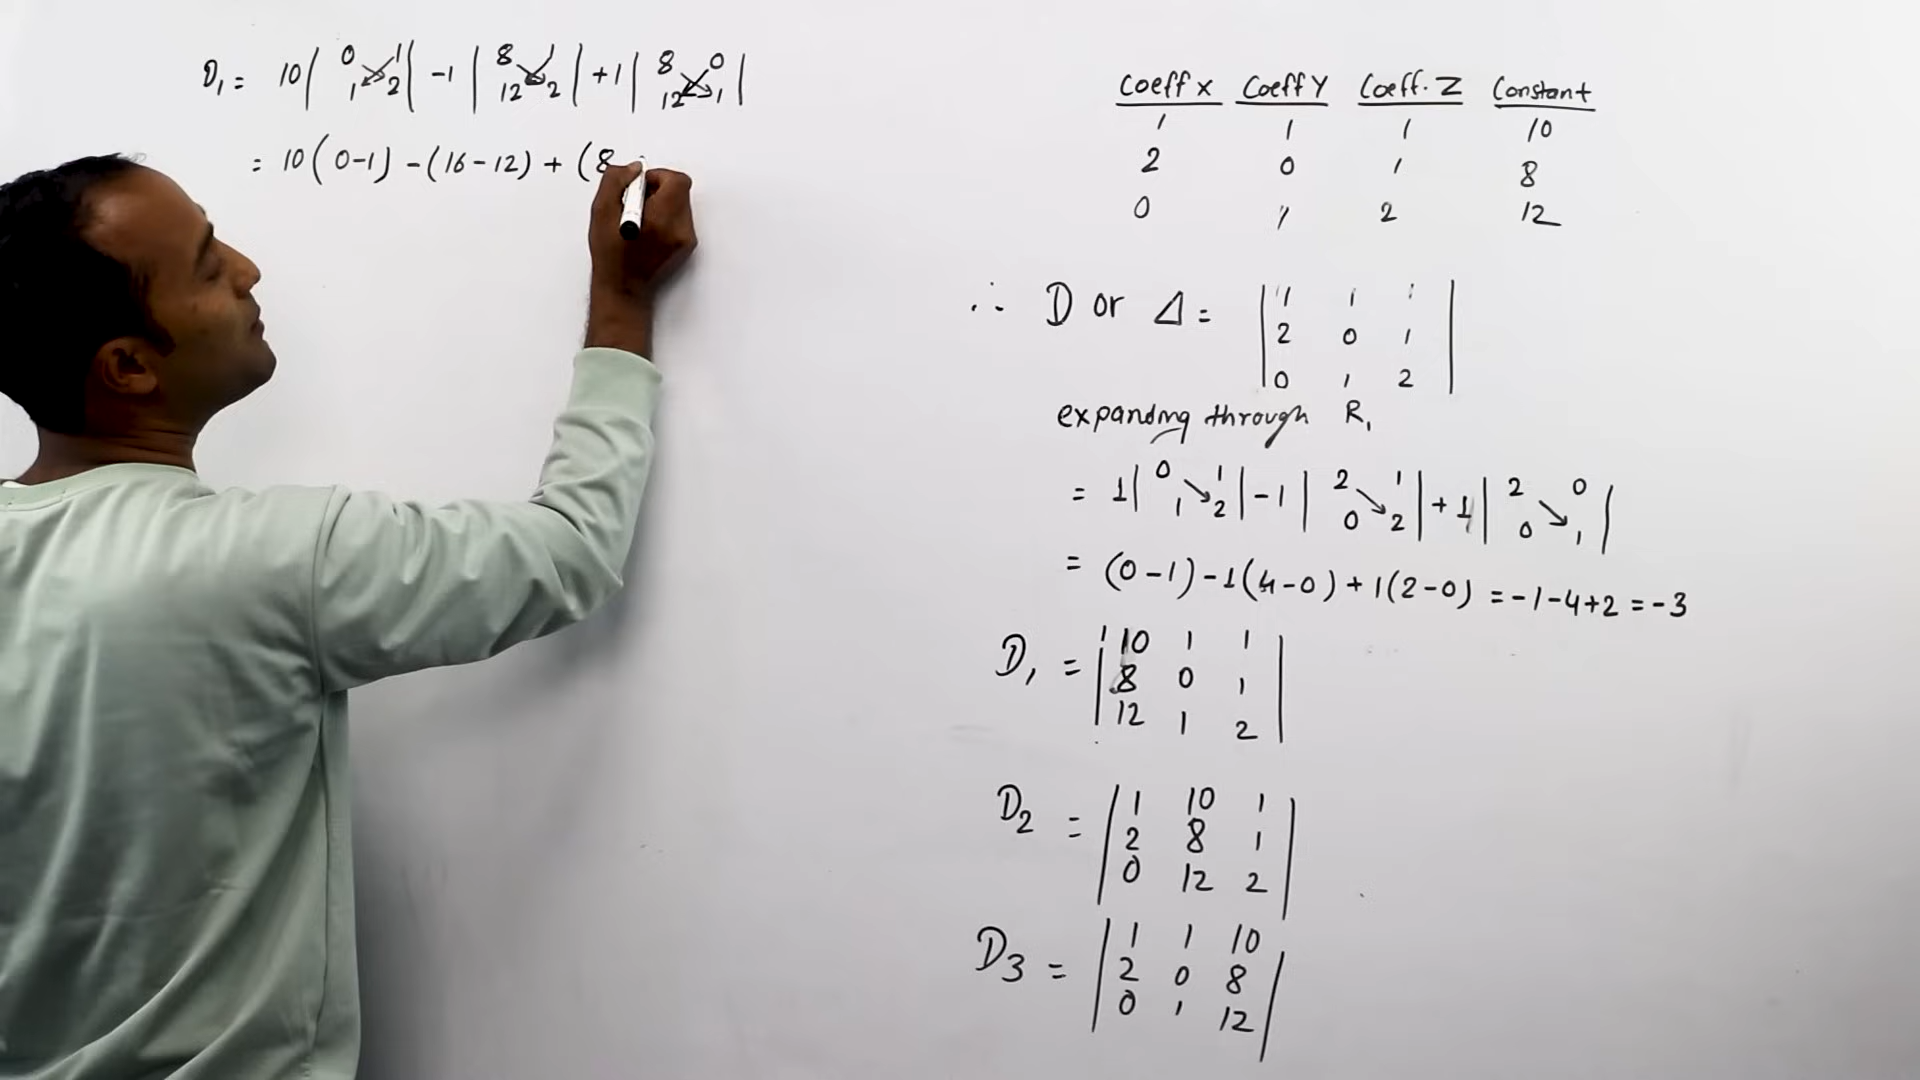 D₁ = 10 | 0 1 | -1 | 8 1 | +1 | 8 0 |
1 2 12 2 12 1
= 10 ( 0-1 ) - ( 16 - 12 ) + ( 8
Coeff x Coeff Y Coeff. Z Constant
1 1 1 10
2 0 1 8
0 1 2 12
∴ D or Δ = | 1 1 1 |
2 0 1
0 1 2
expanding through R₁
= 1 | 0 1 | -1 | 2 1 | +1 | 2 0 |
1 2 0 2 0 1
= (0-1) -1(4-0) + 1(2-0) = -1-4+2 = -3
D₁ = | 10 1 1 |
8 0 1
12 1 2
D₂ = | 1 10 1 |
2 8 1
0 12 2
D₃ = | 1 1 10 |
2 0 8
0 1 12